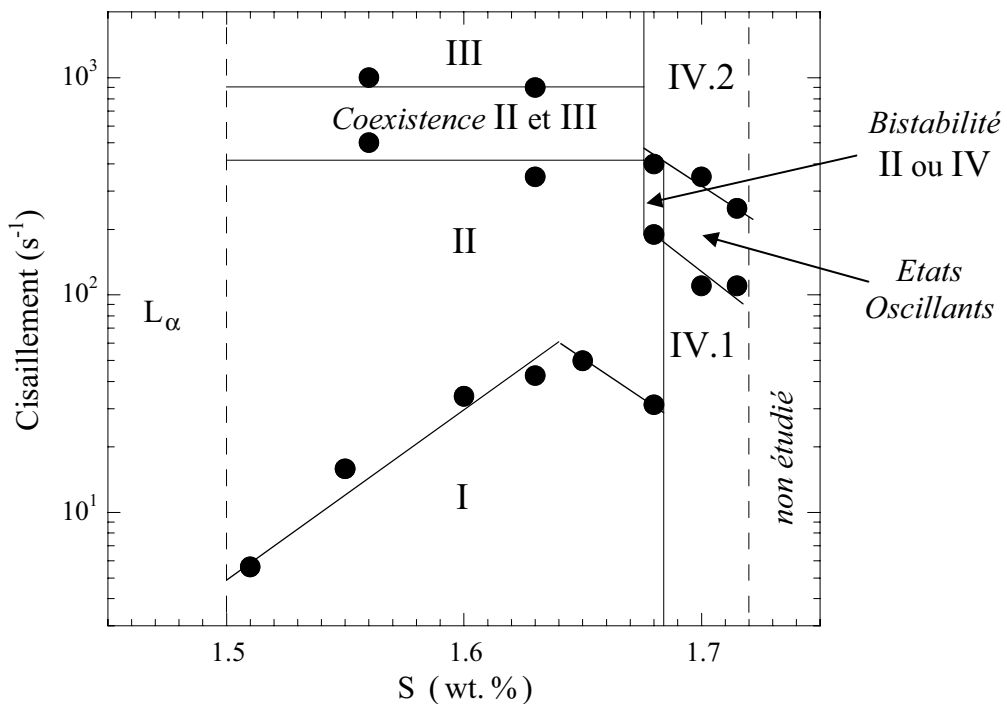 III
IV.2
10³
Coexistence II et III
Bistabilité
II ou IV
II
Cisaillement (s⁻¹)
10²
Etats
Oscillants
Lα
IV.1
non étudié
I
10¹
1.5
1.6
1.7
S (wt. %)